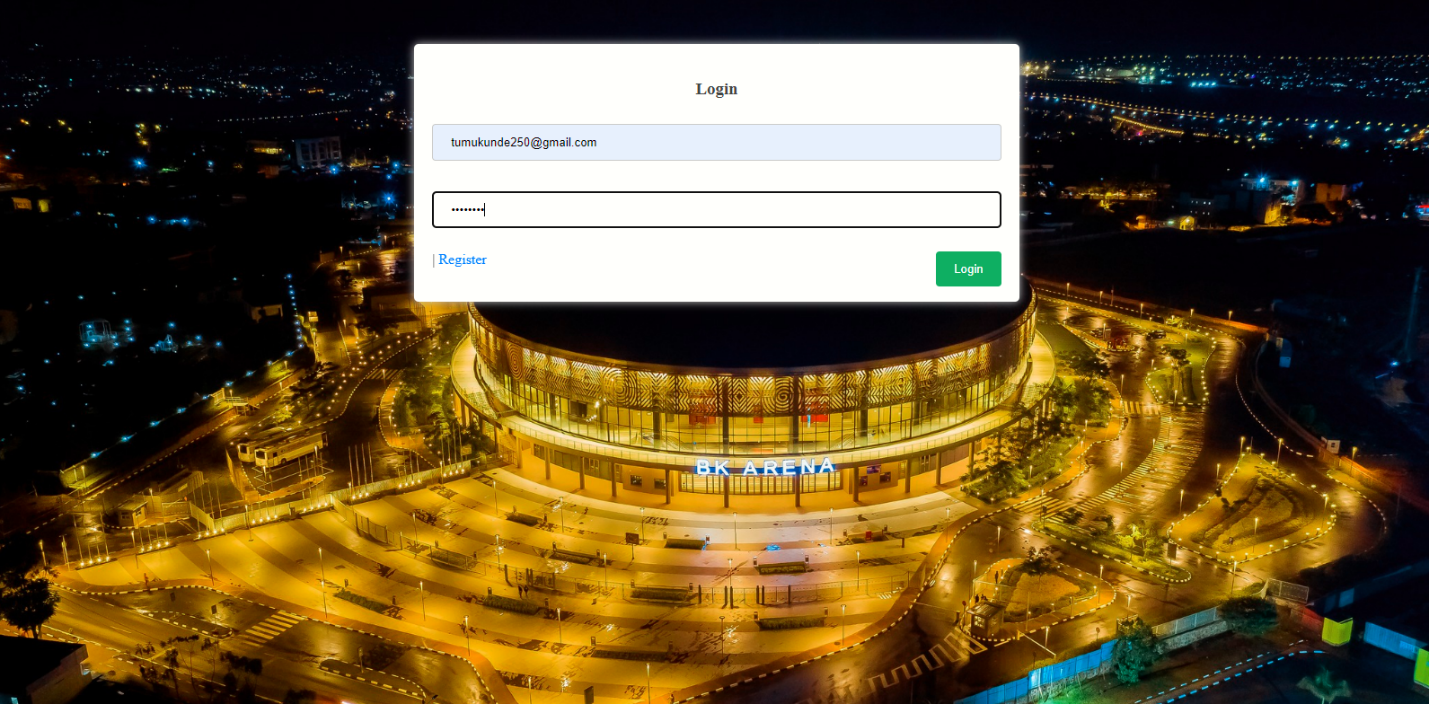 Login
tumukunde250@gmail.com
••••••••
| Register
Login
BK ARENA